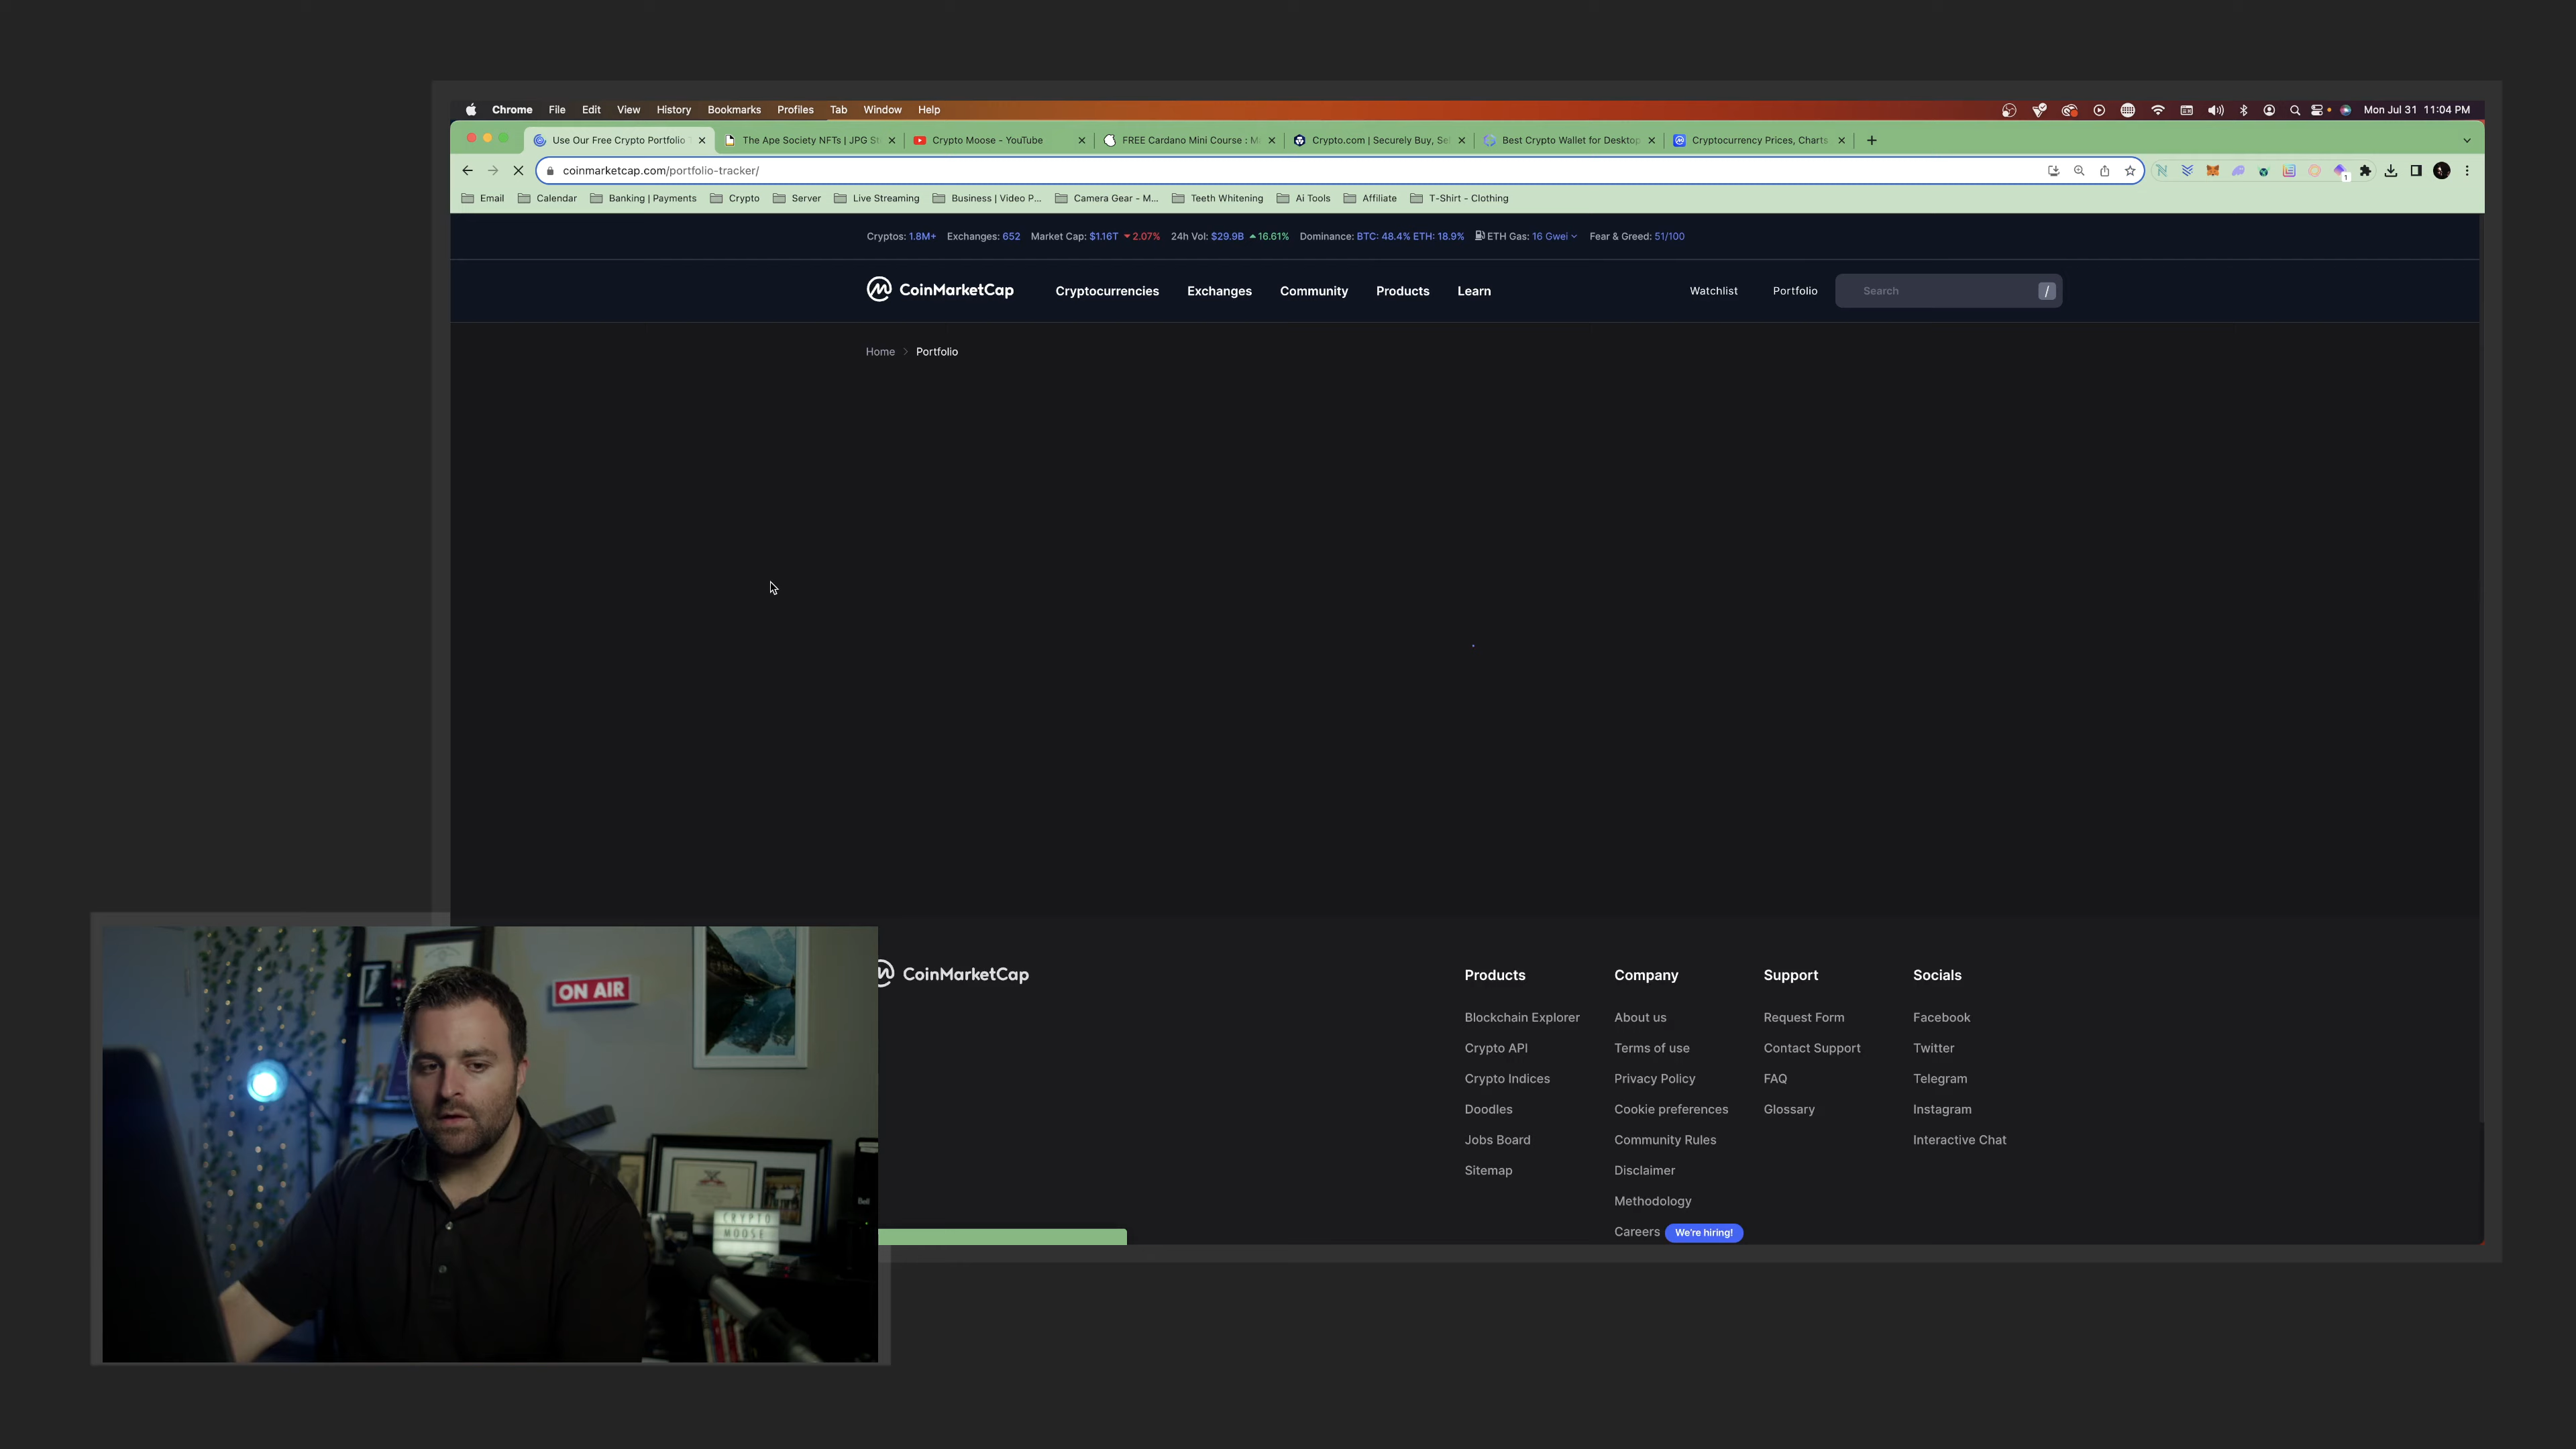 Chrome File Edit View History Bookmarks Profiles Tab Window Help Mon Jul 31 11:04 PM
Use Our Free Crypto Portfolio The Ape Society NFTs | JPG St Crypto Moose - YouTube FREE Cardano Mini Course : M Crypto.com | Securely Buy, Sel Best Crypto Wallet for Desktop Cryptocurrency Prices, Charts
coinmarketcap.com/portfolio-tracker/
Email Calendar Banking | Payments Crypto Server Live Streaming Business | Video P... Camera Gear - M... Teeth Whitening Ai Tools Affiliate T-Shirt - Clothing
Cryptos: 1.8M+ Exchanges: 652 Market Cap: $1.16T 2.07% 24h Vol: $29.9B 16.61% Dominance: BTC: 48.4% ETH: 18.9% ETH Gas: 16 Gwei Fear & Greed: 51/100
CoinMarketCap Cryptocurrencies Exchanges Community Products Learn Watchlist Portfolio Search /
Home > Portfolio
CoinMarketCap
Products
Blockchain Explorer
Crypto API
Crypto Indices
Doodles
Jobs Board
Sitemap
Company
About us
Terms of use
Privacy Policy
Cookie preferences
Community Rules
Disclaimer
Methodology
Careers We're hiring!
Support
Request Form
Contact Support
FAQ
Glossary
Socials
Facebook
Twitter
Telegram
Instagram
Interactive Chat
ON AIR
CRYPTO
MOOSE